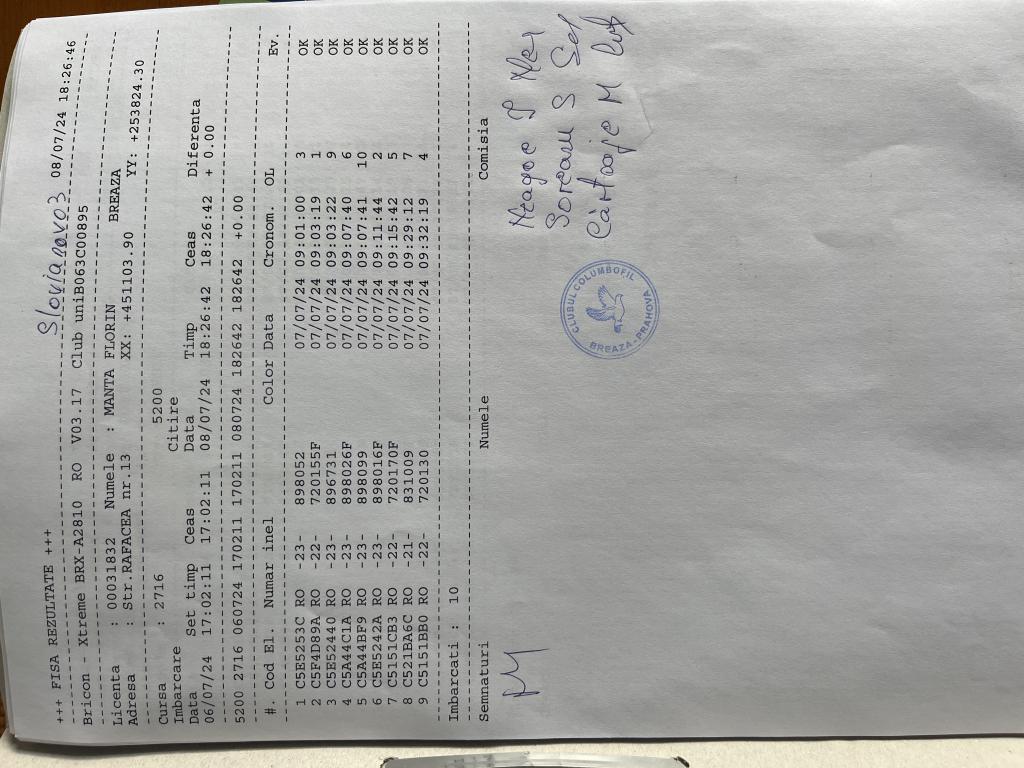 +++ FISA REZULTATE +++ Slovianovo3 08/07/24 18:26:46
Bricon - Xtreme BRX-A2810 RO V03.17 Club uniB063C00895
Licenta : 00031832 Numele : MANTA FLORIN BREAZA
Adresa : Str.RAFACEA nr.13 XX: +451103.90 YY: +253824.30
Cursa : 2716 5200
Imbarcare Citire
Data Set timp Ceas Data Timp Ceas Diferenta
06/07/24 17:02:11 17:02:11 08/07/24 18:26:42 18:26:42 + 0.00
5200 2716 060724 170211 170211 080724 182642 182642 +0.00
#. Cod El. Numar inel Color Data Cronom. OL Ev.
1 C5E5253C RO -23- 898052 07/07/24 09:01:00 3 OK
2 C5F4D89A RO -22- 720155F 07/07/24 09:03:19 1 OK
3 C5E52440 RO -23- 896731 07/07/24 09:03:22 9 OK
4 C5A44C1A RO -23- 898026F 07/07/24 09:07:40 6 OK
5 C5A44BF9 RO -23- 898099 07/07/24 09:07:41 10 OK
6 C5E5242A RO -23- 898016F 07/07/24 09:11:44 2 OK
7 C5151CB3 RO -22- 720170F 07/07/24 09:15:42 5 OK
8 C521BA6C RO -21- 831009 07/07/24 09:29:12 7 OK
9 C5151BB0 RO -22- 720130 07/07/24 09:32:19 4 OK
Imbarcati : 10
Semnaturi Numele Comisia
Soream S
Cârtoaje M
CLUBUL COLUMBOFIL
BREAZA-PRAHOVA